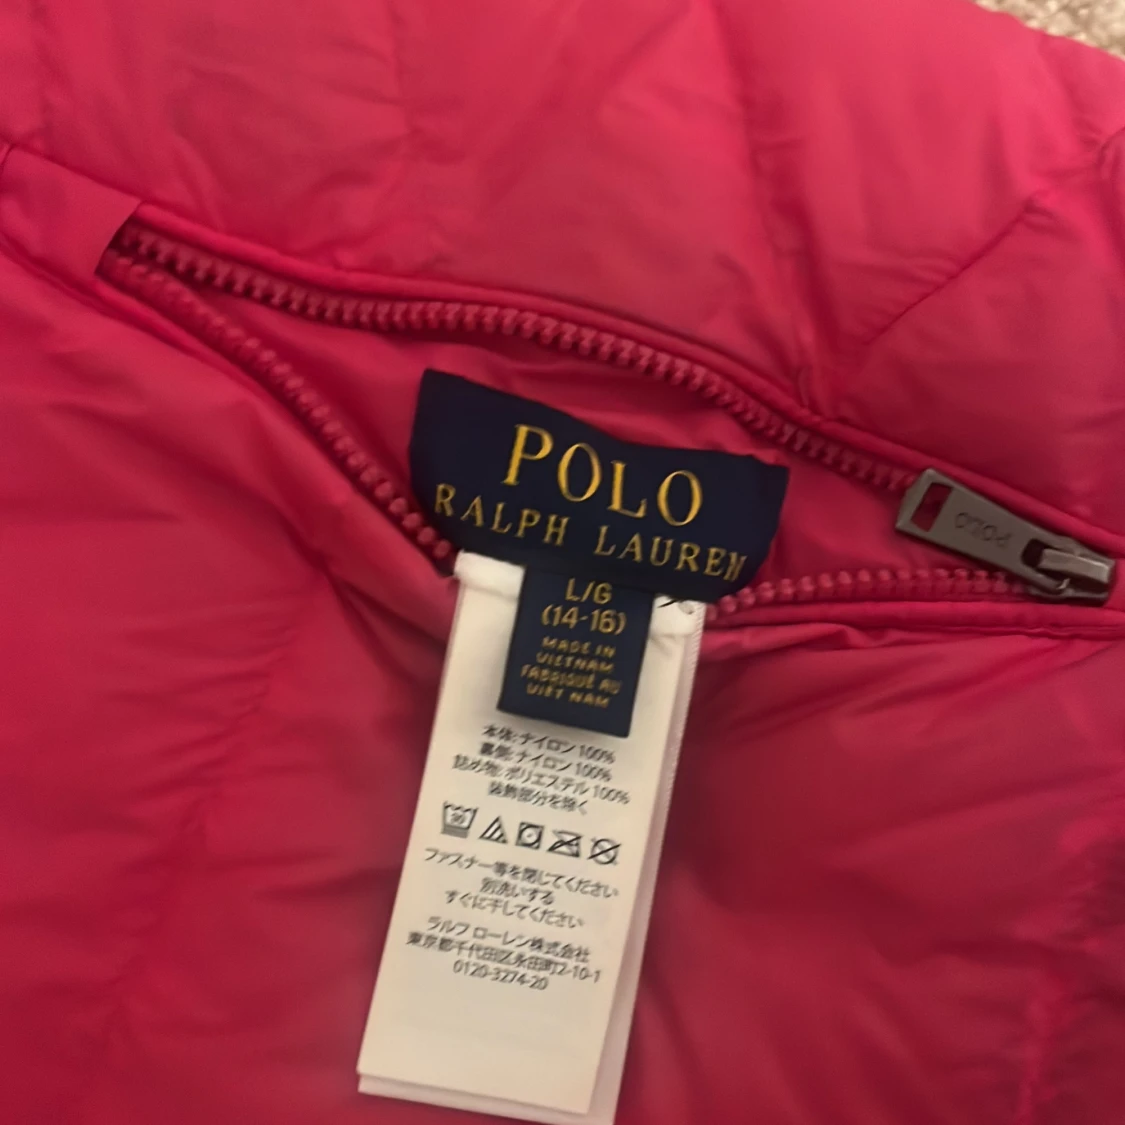 POLO
RALPH LAUREN
POLO
L/G
(14-16)
MADE IN
VIETNAM
FABRIQUÉ AU
VIET NAM
本体:ナイロン 100%
裏側:ナイロン 100%
詰め物:ポリエステル 100%
装飾部分を除く
30
ファスナー等を閉じてください
別洗いする
すぐに干してください
ラルフ ローレン株式会社
東京都千代田区永田町2-10-1
0120-3274-20